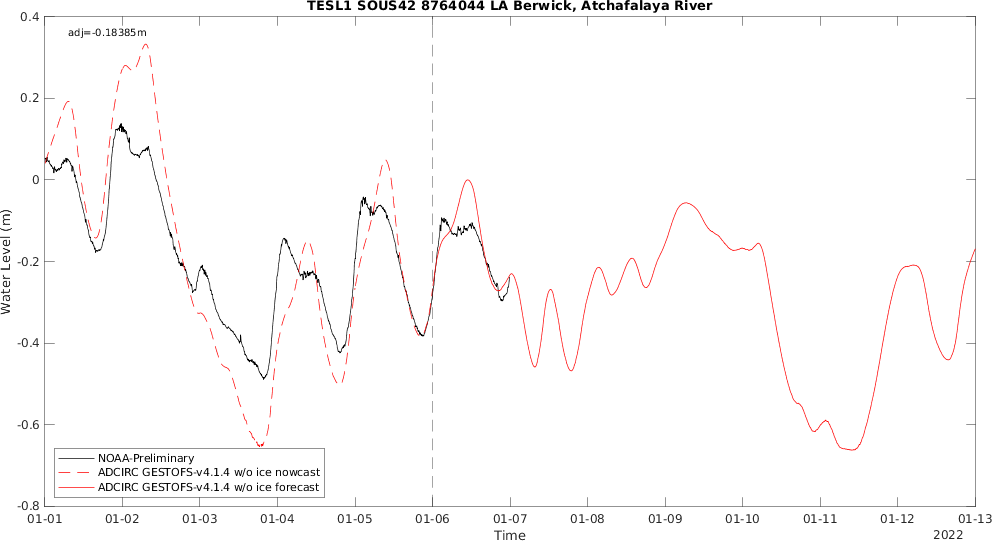 TESL1 SOUS42 8764044 LA Berwick, Atchafalaya River
adj=-0.18385m
0.4
0.2
0
-0.2
-0.4
-0.6
-0.8
Water Level (m)
NOAA-Preliminary
ADCIRC GESTOFS-v4.1.4 w/o ice nowcast
ADCIRC GESTOFS-v4.1.4 w/o ice forecast
01-01 01-02 01-03 01-04 01-05 01-06 01-07 01-08 01-09 01-10 01-11 01-12 01-13
Time
2022